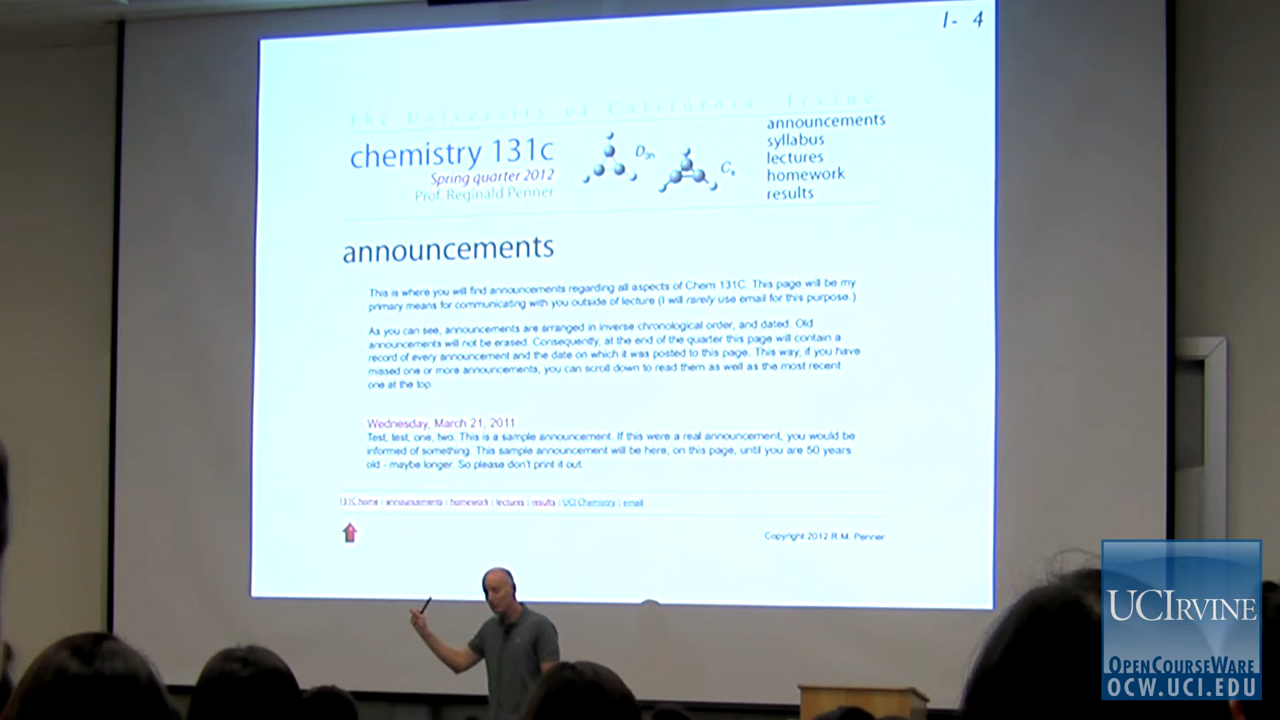 1- 4
The University of California, Irvine
chemistry 131c
Spring quarter 2012
Prof. Reginald Penner
D3h
Cs
announcements
syllabus
lectures
homework
results
announcements
This is where you will find announcements regarding all aspects of Chem 131C. This page will be my
primary means for communicating with you outside of lecture (I will rarely use email for this purpose.)
As you can see, announcements are arranged in inverse chronological order, and dated. Old
announcements will not be erased. Consequently, at the end of the quarter this page will contain a
record of every announcement and the date on which it was posted to this page. This way, if you have
missed one or more announcements, you can scroll down to read them as well as the most recent
one at the top.
Wednesday, March 21, 2011
Test, test, one, two. This is a sample announcement. If this were a real announcement, you would be
informed of something. This sample announcement will be here, on this page, until you are 50 years
old - maybe longer. So please don't print it out.
131C home | announcements | homework | lectures | results | UCI Chemistry | email
Copyright 2012 R.M. Penner
UCIRVINE
OPENCOURSEWARE
OCW.UCI.EDU